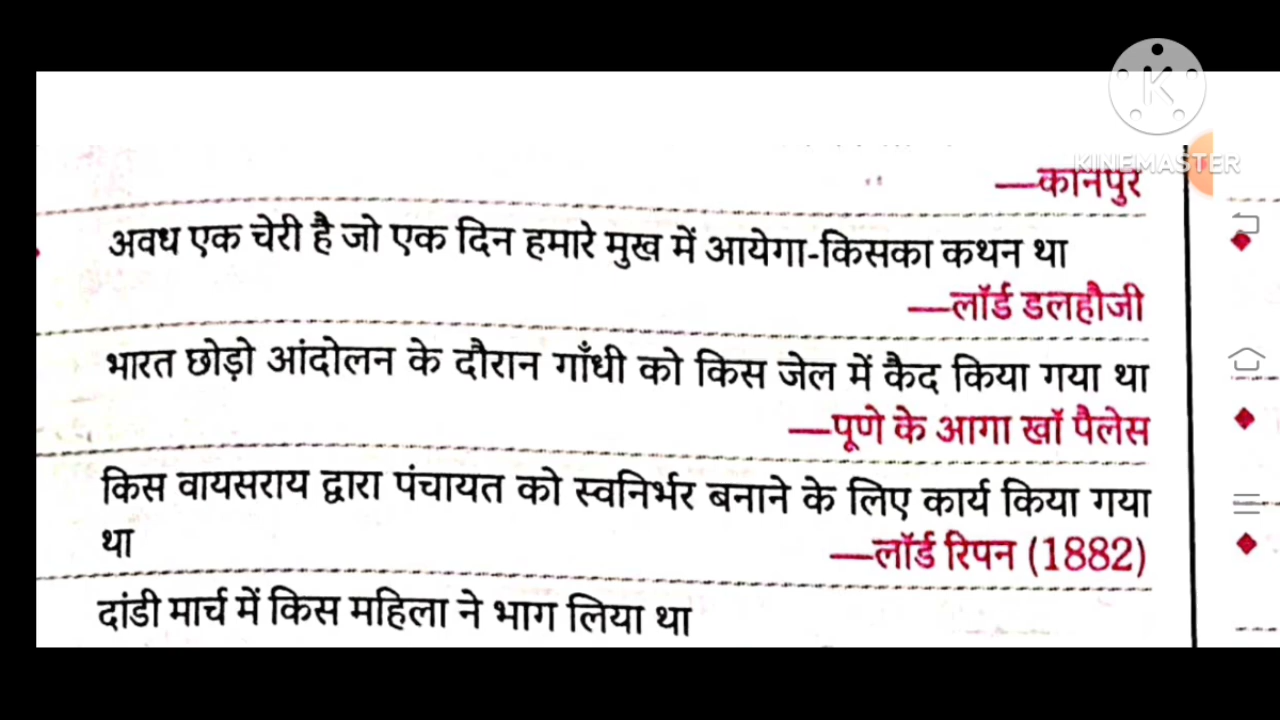 KINEMASTER
—कानपुर
अवध एक चेरी है जो एक दिन हमारे मुख में आयेगा-किसका कथन था
—लॉर्ड डलहौजी
भारत छोड़ो आंदोलन के दौरान गाँधी को किस जेल में कैद किया गया था
—पूणे के आगा खॉ पैलेस
किस वायसराय द्वारा पंचायत को स्वनिर्भर बनाने के लिए कार्य किया गया
था —लॉर्ड रिपन (1882)
दांडी मार्च में किस महिला ने भाग लिया था